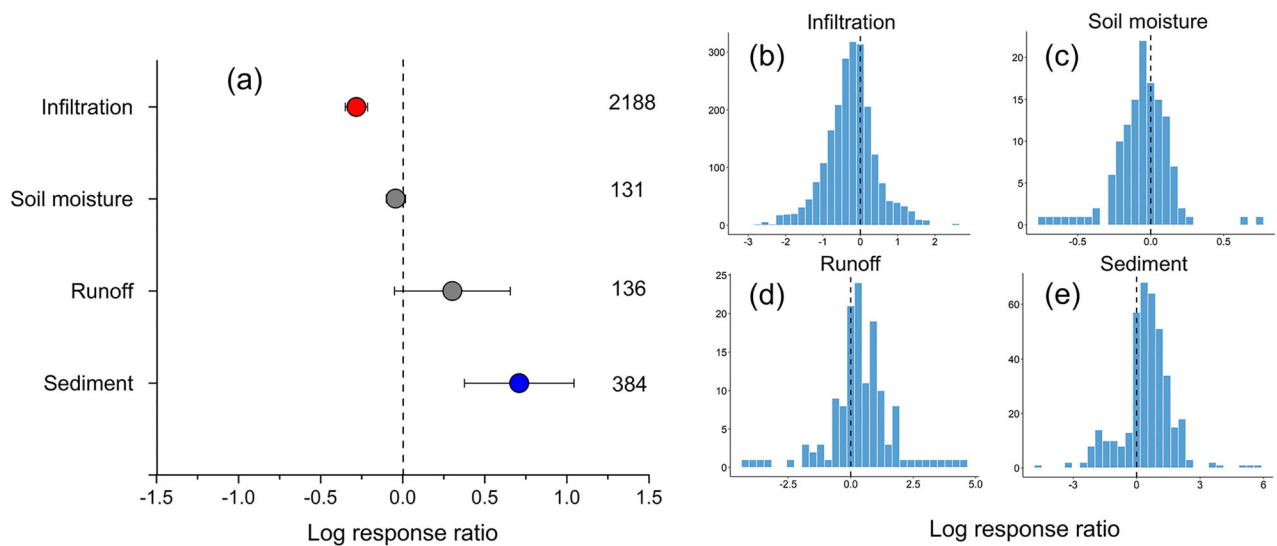 (a)
Infiltration
2188
Soil moisture
131
Runoff
136
Sediment
384
-1.5 -1.0 -0.5 0.0 0.5 1.0 1.5
Log response ratio
Infiltration
(b)
300
200
100
0
-3 -2 -1 0 1 2
Soil moisture
(c)
20
15
10
5
0
-0.5 0.0 0.5
Runoff
(d)
25
20
15
10
5
0
-2.5 0.0 2.5 5.0
Sediment
(e)
60
40
20
0
-3 0 3 6
Log response ratio